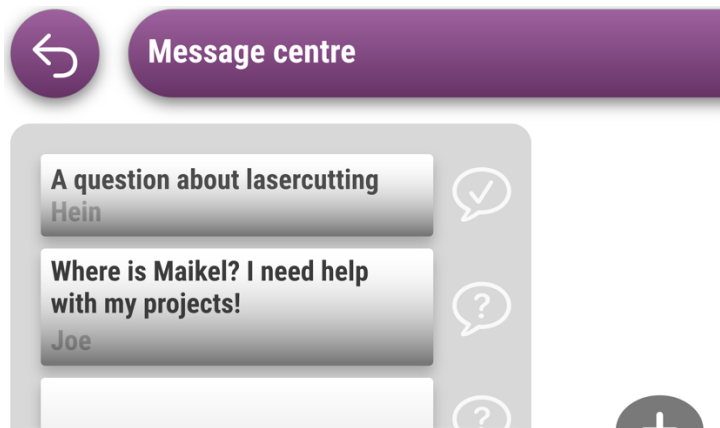 Message centre
A question about lasercutting
Hein
Where is Maikel? I need help
with my projects!
Joe
?
?